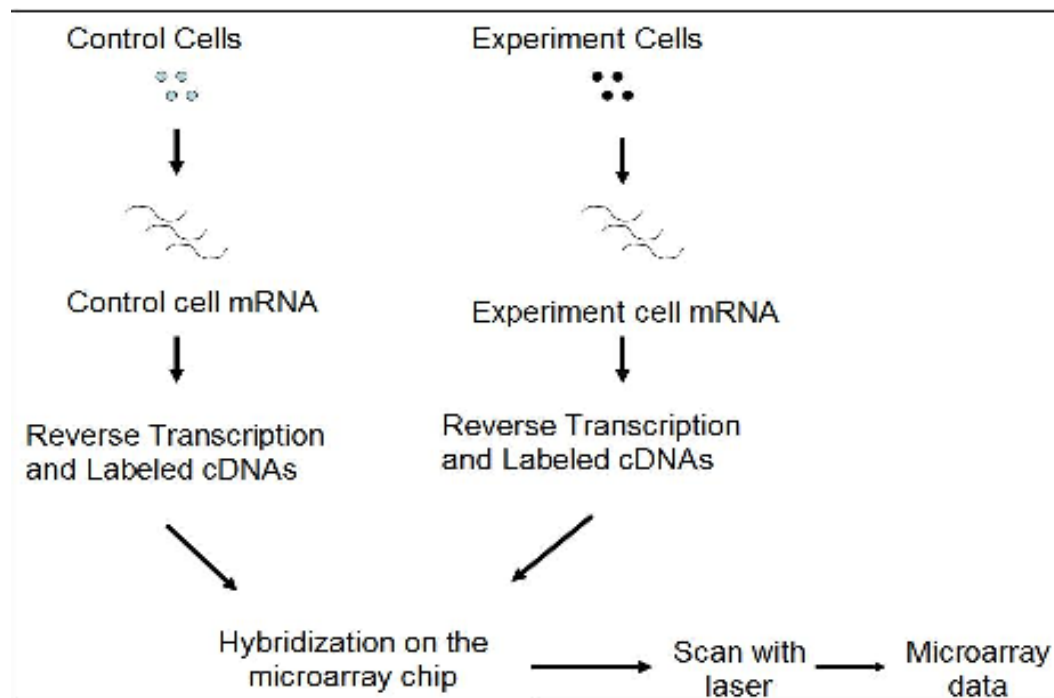 Control Cells
Experiment Cells
Control cell mRNA
Experiment cell mRNA
Reverse Transcription
and Labeled cDNAs
Reverse Transcription
and Labeled cDNAs
Hybridization on the
microarray chip
Scan with
laser
Microarray
data